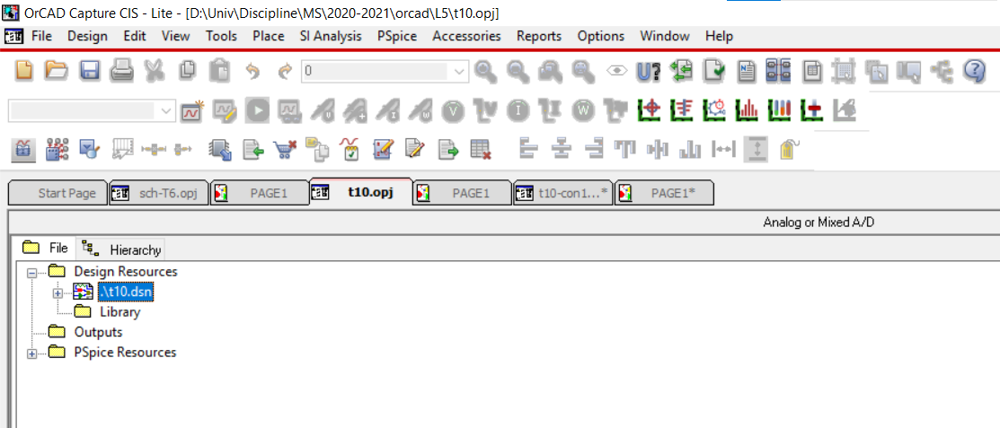 OrCAD Capture CIS - Lite - [D:\Univ\Discipline\MS\2020-2021\orcad\L5\t10.opj]
File Design Edit View Tools Place SI Analysis PSpice Accessories Reports Options Window Help
0
U?
V I W
Start Page sch-T6.opj PAGE1 t10.opj PAGE1 t10-con1...* PAGE1*
Analog or Mixed A/D
File Hierarchy
Design Resources
.\t10.dsn
Library
Outputs
PSpice Resources